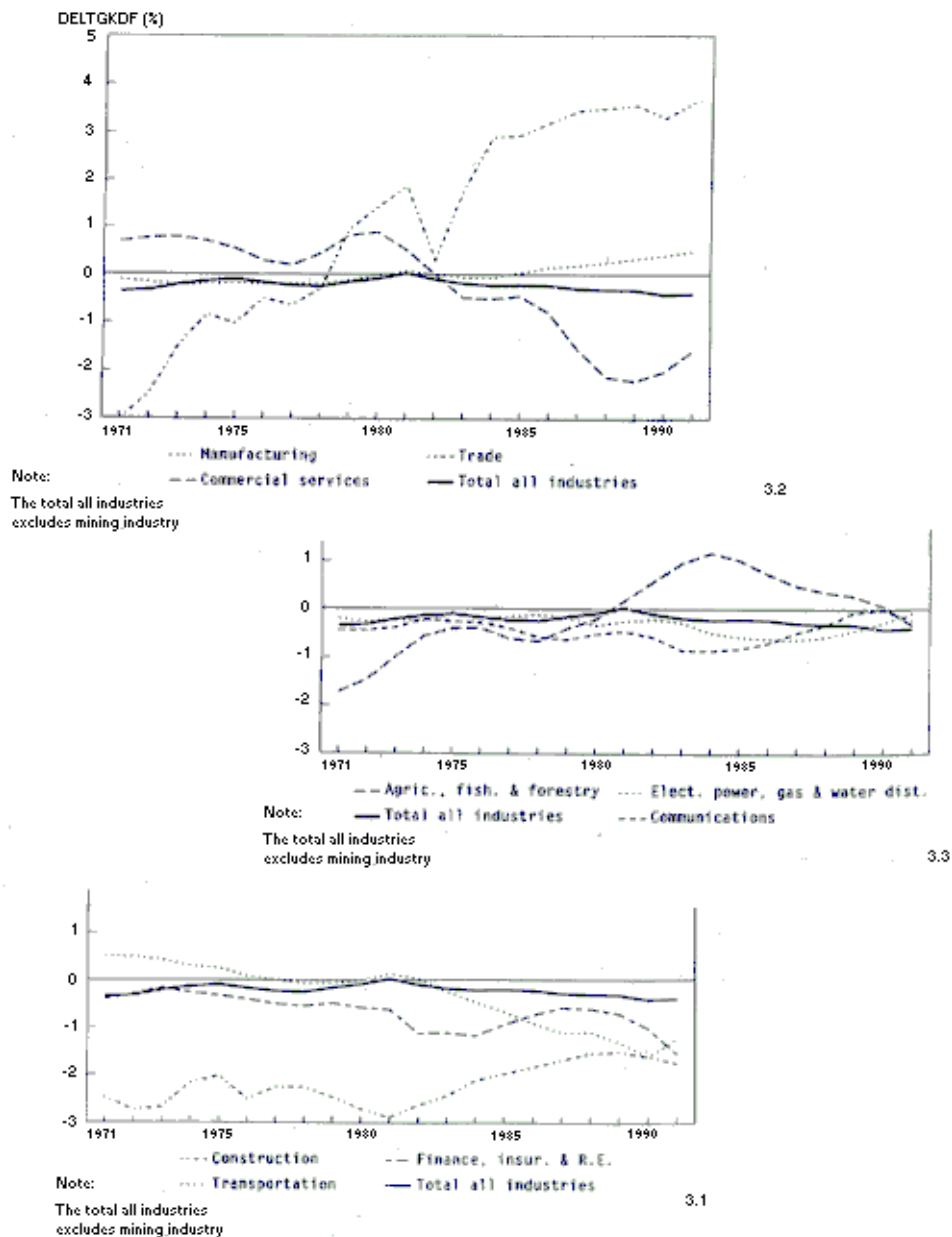 DELTGKDF (%)
5
4
3
2
1
0
-1
-2
-3
1971 1975 1980 1985 1990
Manufacturing Trade
Commercial services Total all industries
3.2
Note:
The total all industries
excludes mining industry
1
0
-1
-2
-3
1971 1975 1980 1985 1990
Agric., fish. & forestry Elect. power, gas & water dist.
Total all industries Communications
Note:
The total all industries
excludes mining industry
3.3
1
0
-1
-2
-3
1971 1975 1980 1985 1990
Construction Finance, insur. & R.E.
Transportation Total all industries
Note:
3.1
The total all industries
excludes mining industry